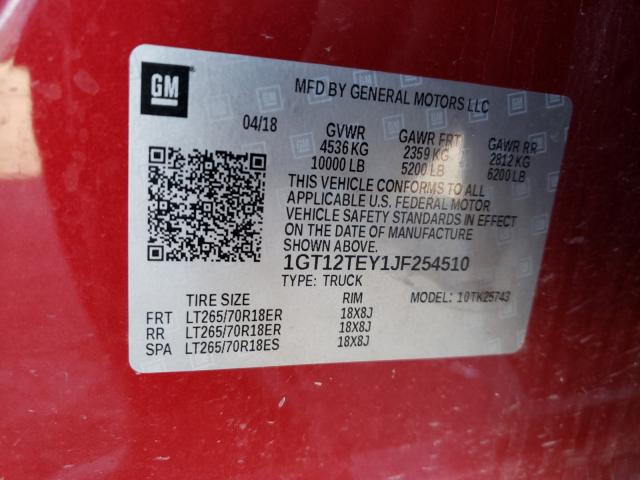 GM
MFD BY GENERAL MOTORS LLC
04/18 GVWR GAWR FRT GAWR RR
4536 KG 2359 KG 2812 KG
10000 LB 5200 LB 6200 LB
THIS VEHICLE CONFORMS TO ALL
APPLICABLE U.S. FEDERAL MOTOR
VEHICLE SAFETY STANDARDS IN EFFECT
ON THE DATE OF MANUFACTURE
SHOWN ABOVE.
1GT12TEY1JF254510
TYPE: TRUCK MODEL: 10TK25743
TIRE SIZE RIM
FRT LT265/70R18ER 18X8J
RR LT265/70R18ER 18X8J
SPA LT265/70R18ES 18X8J